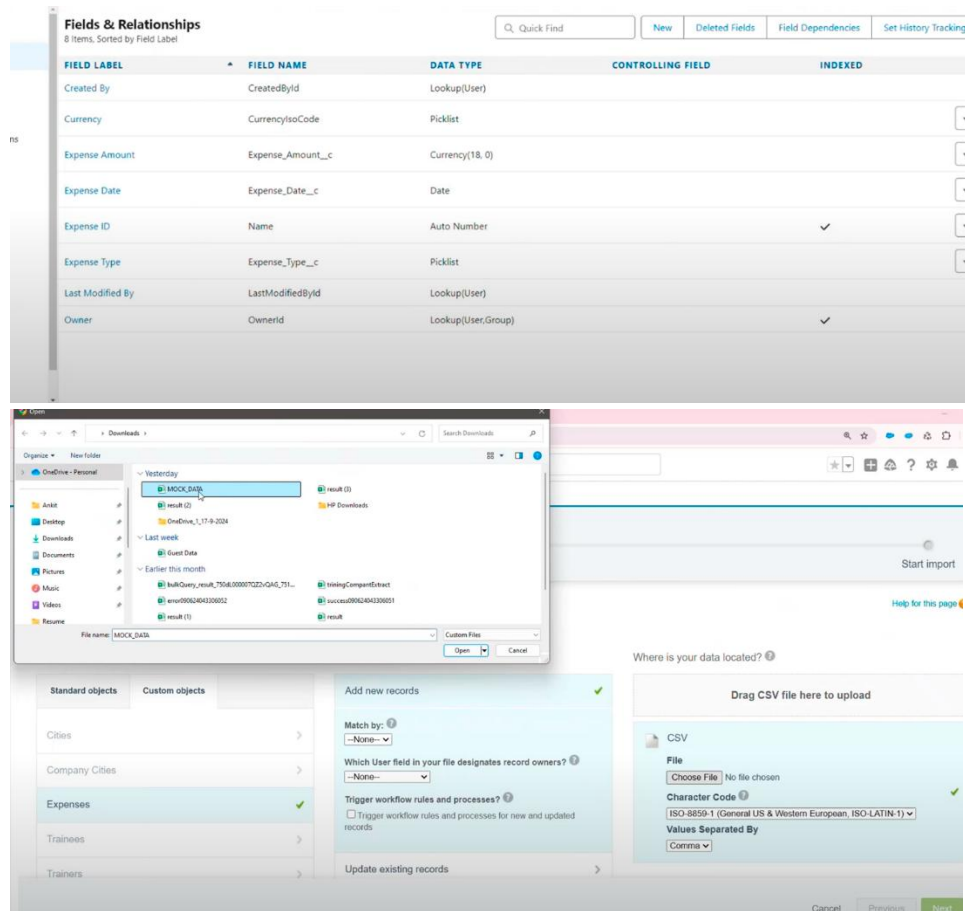 Fields & Relationships
8 Items, Sorted by Field Label
Quick Find
New
Deleted Fields
Field Dependencies
Set History Tracking
FIELD LABEL FIELD NAME DATA TYPE CONTROLLING FIELD INDEXED
Created By CreatedById Lookup(User)
Currency CurrencyIsoCode Picklist
ns
Expense Amount Expense_Amount__c Currency(18, 0)
Expense Date Expense_Date__c Date
Expense ID Name Auto Number
Expense Type Expense_Type__c Picklist
Last Modified By LastModifiedById Lookup(User)
Owner OwnerId Lookup(User,Group)
Open
Downloads
Search Downloads
Organize New folder
OneDrive - Personal
Ankit
Desktop
Downloads
Documents
Pictures
Music
Videos
Resume
Yesterday
MOCK_DATA result (3)
result (2) HP Downloads
OneDrive_1_17-9-2024
Last week
Guest Data
Earlier this month
triningCompantExtract
error090624043306052 success090624043306051
result (1) result
File name: MOCK_DATA Custom Files
Open Cancel
Start import
Help for this page
Standard objects Custom objects
Cities
Company Cities
Expenses
Trainees
Trainers
Add new records
Match by:
--None--
Which User field in your file designates record owners?
--None--
Trigger workflow rules and processes?
Trigger workflow rules and processes for new and updated
records
Update existing records
Where is your data located?
Drag CSV file here to upload
CSV
File
Choose File No file chosen
Character Code
ISO-8859-1 (General US & Western European, ISO-LATIN-1)
Values Separated By
Comma
Cancel Previous Next